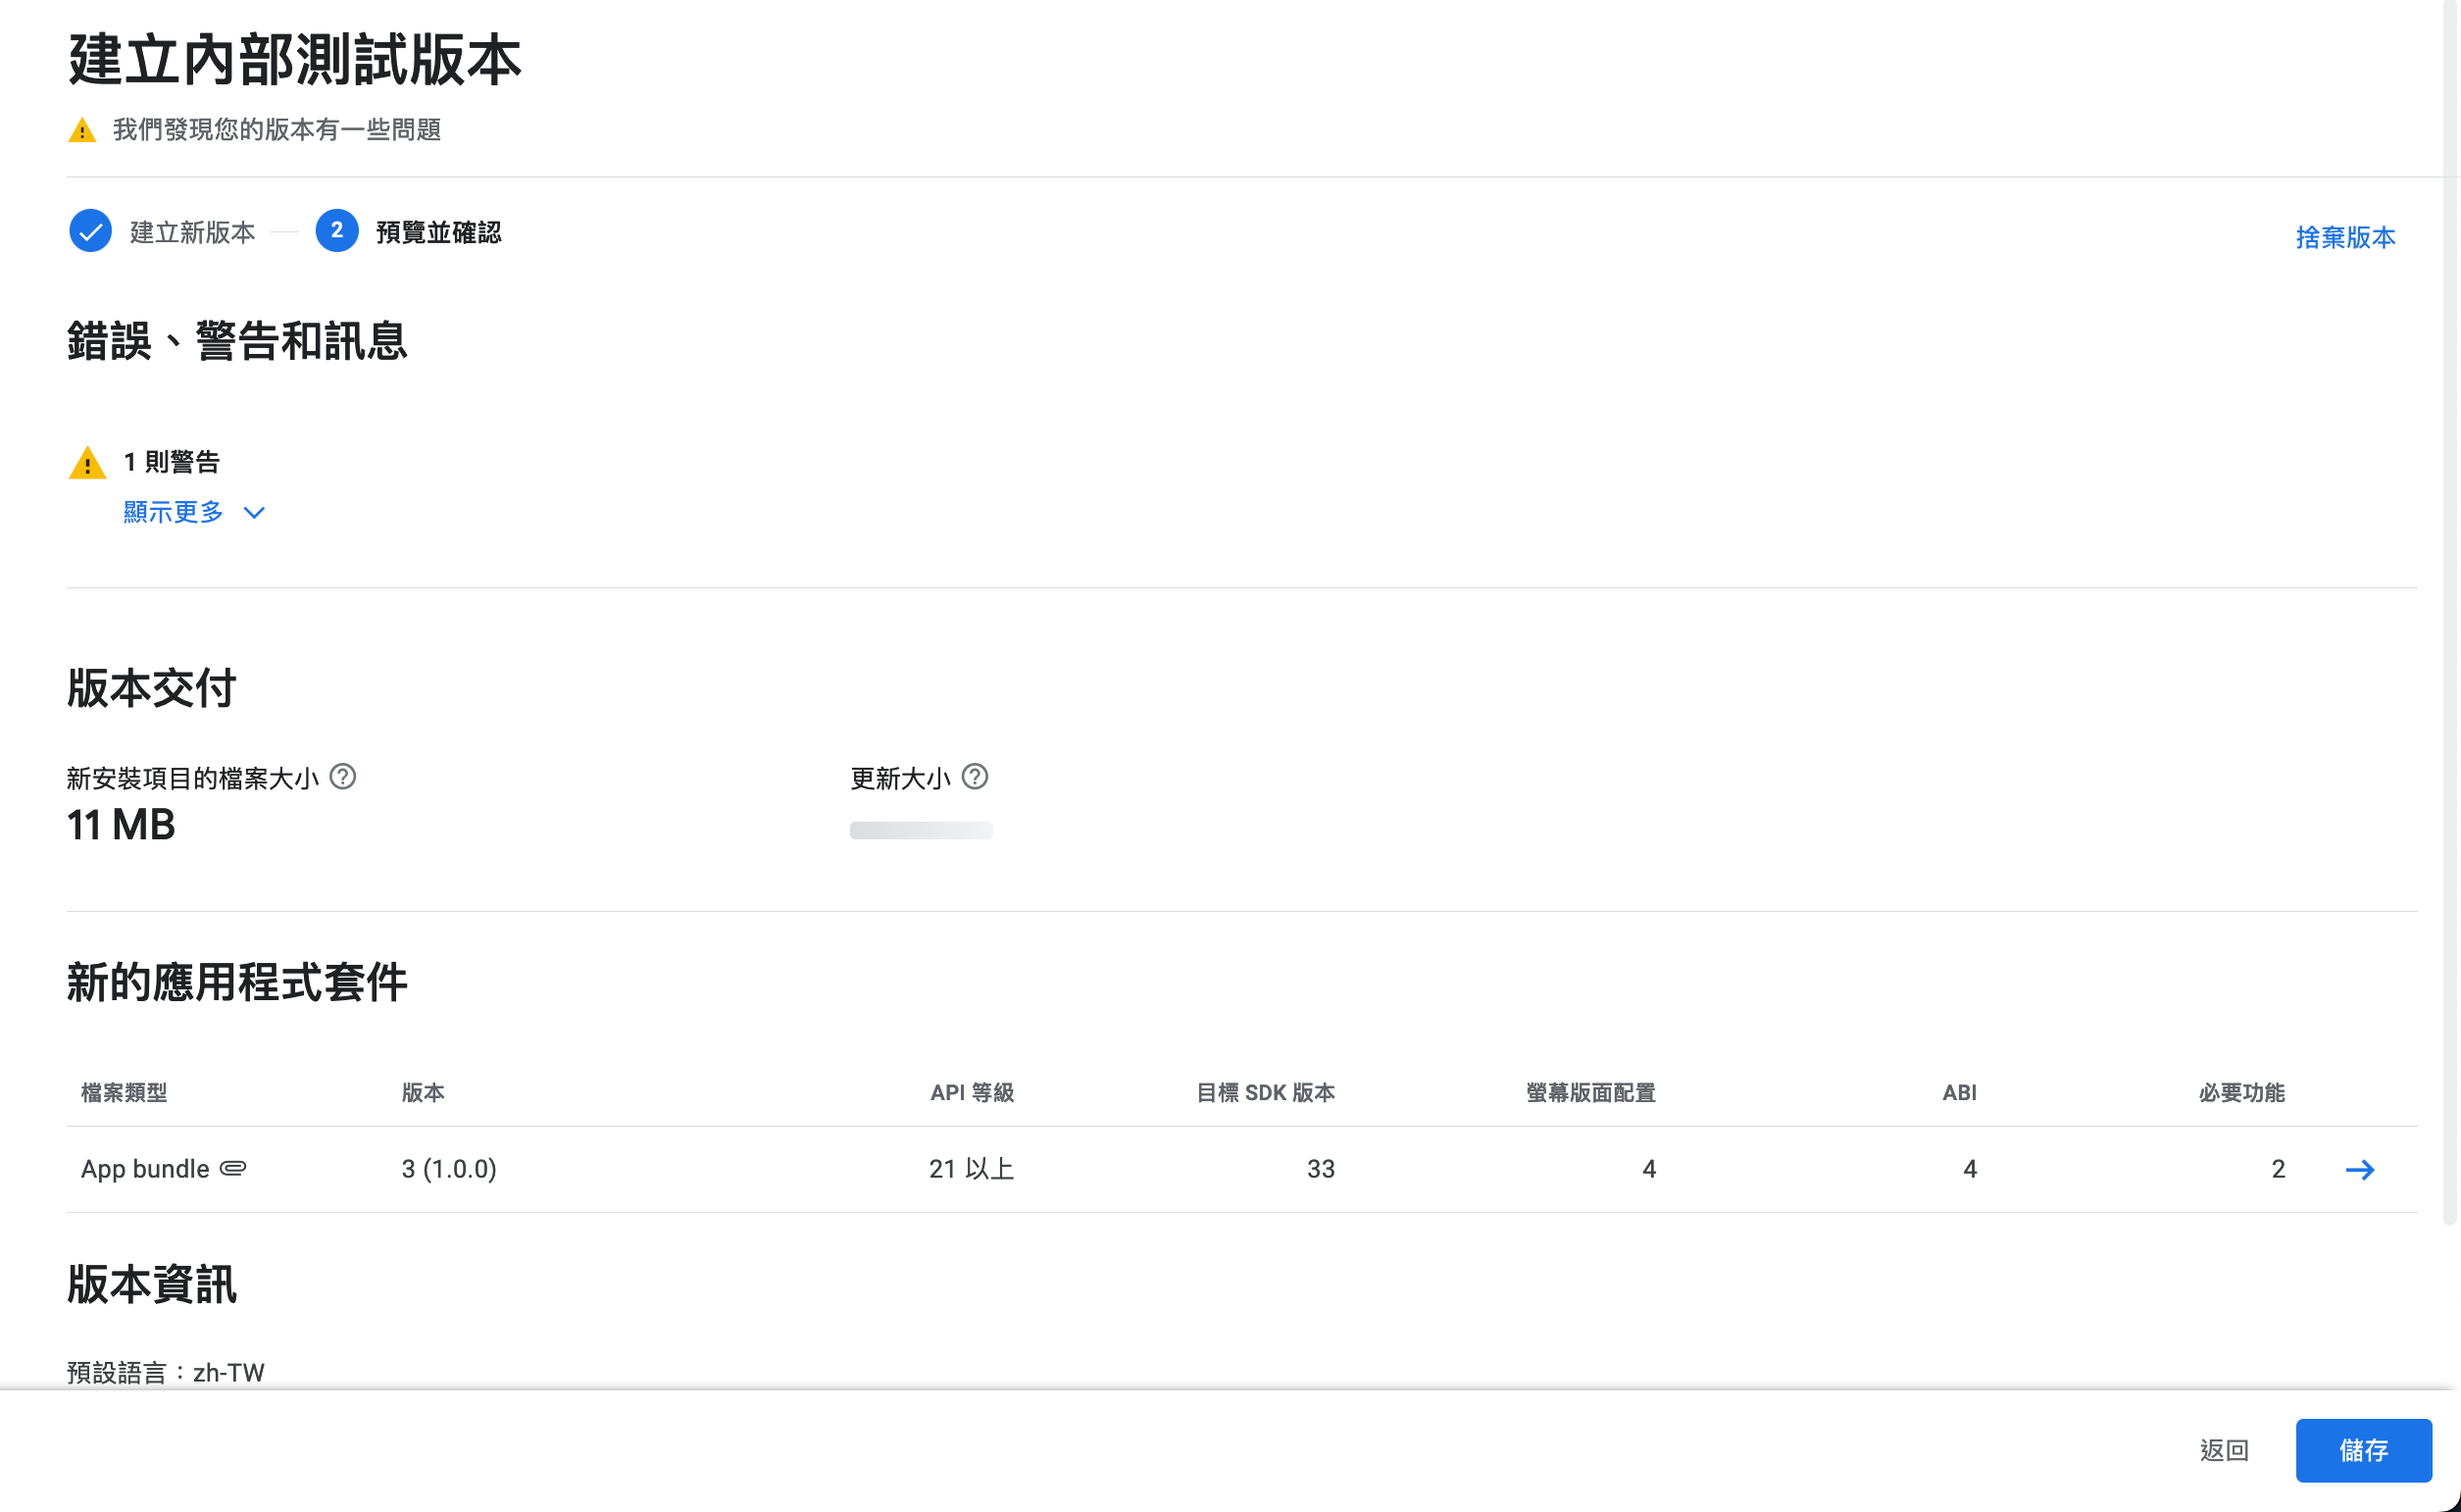 建立內部測試版本
我們發現您的版本有一些問題
建立新版本
2 預覽並確認
捨棄版本
錯誤、警告和訊息
1 則警告
顯示更多
版本交付
新安裝項目的檔案大小
11 MB
更新大小
新的應用程式套件
檔案類型 版本 API 等級 目標 SDK 版本 螢幕版面配置 ABI 必要功能
App bundle 3 (1.0.0) 21 以上 33 4 4 2
版本資訊
預設語言：zh-TW
返回 儲存